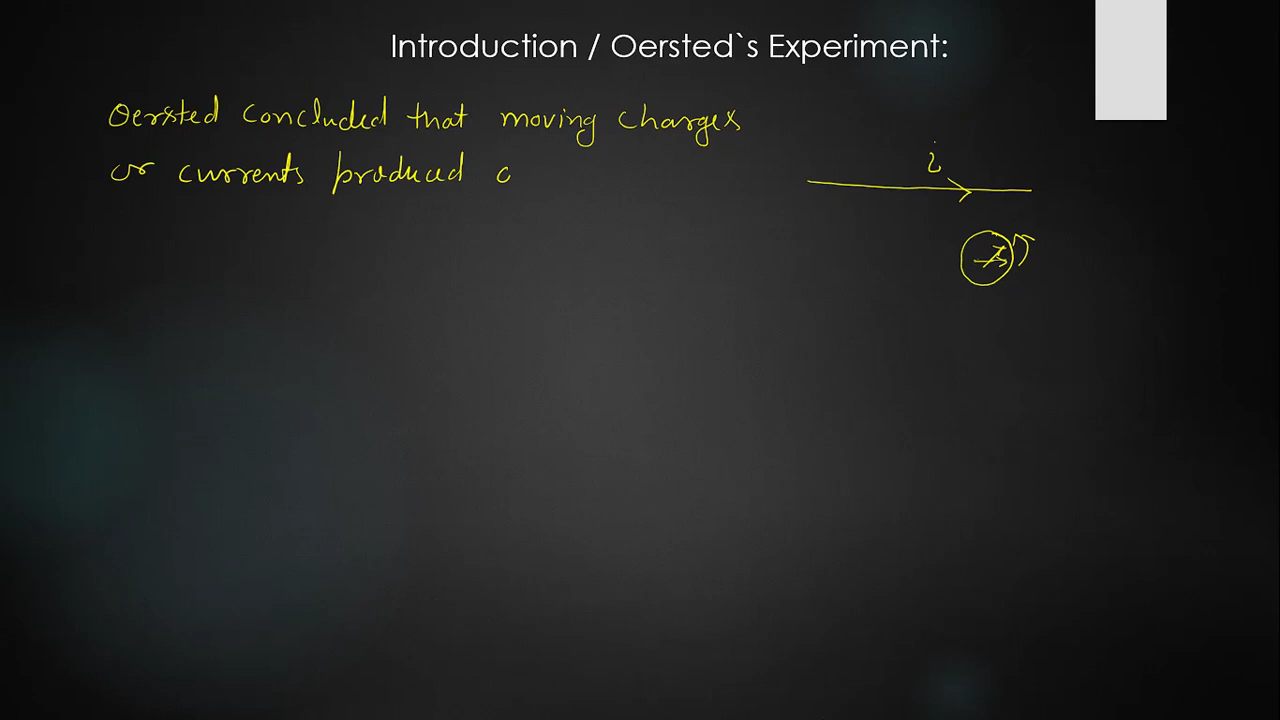 Introduction / Oersted`s Experiment:
Oersted concluded that moving charges
or currents produced a
i